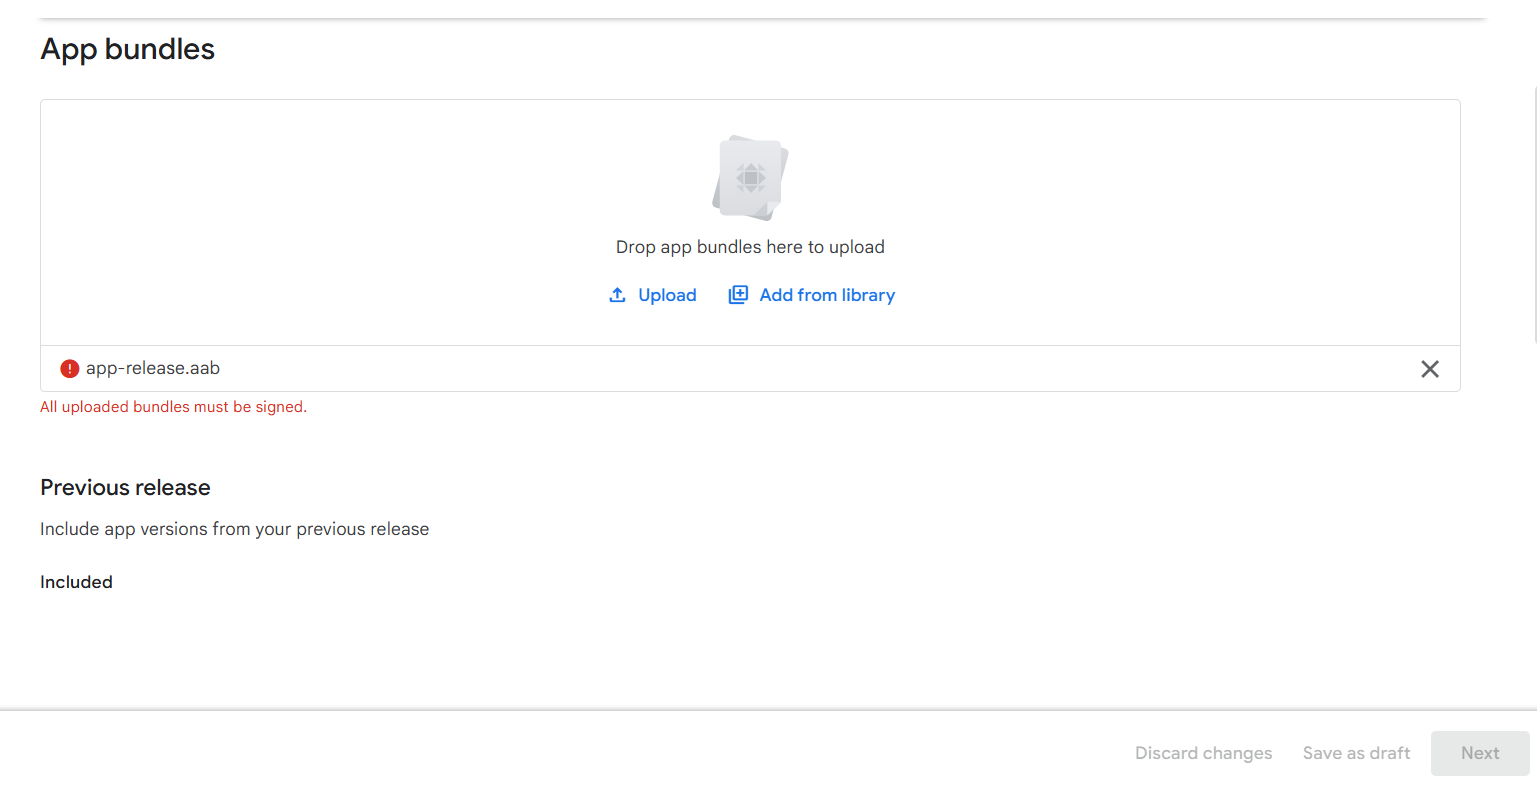 App bundles
Drop app bundles here to upload
Upload
Add from library
app-release.aab
All uploaded bundles must be signed.
Previous release
Include app versions from your previous release
Included
Discard changes
Save as draft
Next